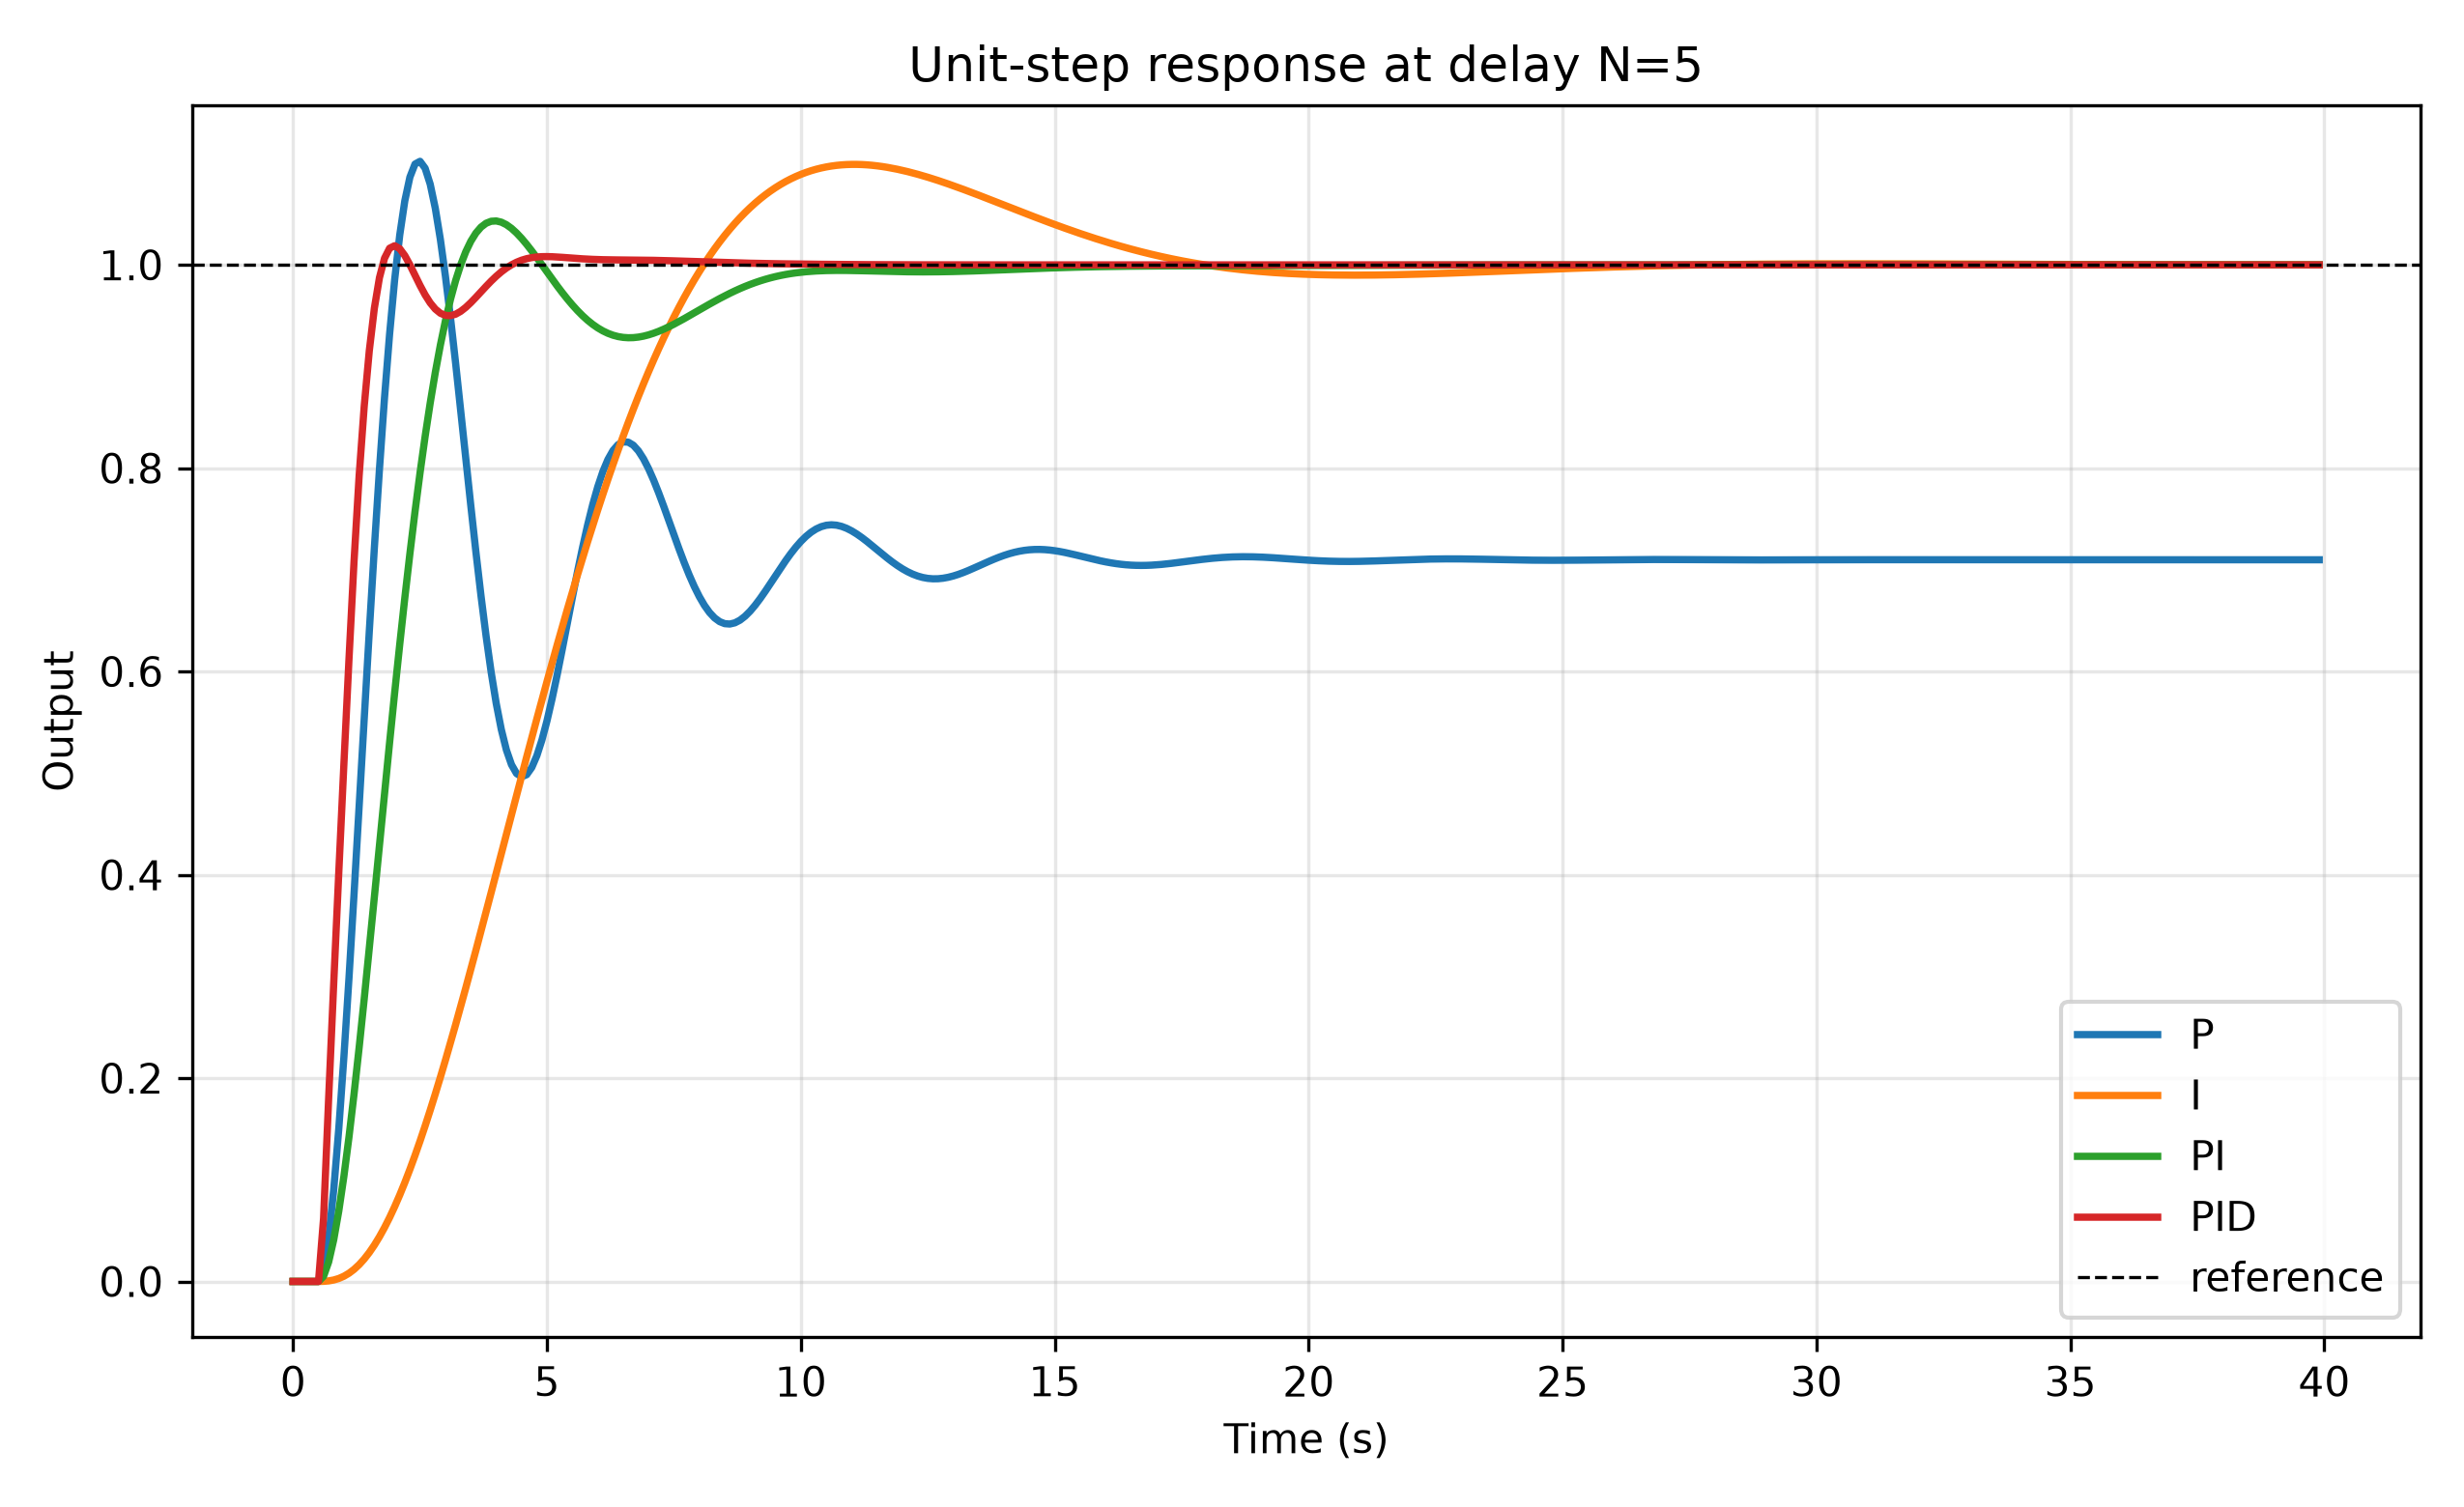 Unit-step response at delay N=5
Output
1.0
0.8
0.6
0.4
0.2
0.0
0 5 10 15 20 25 30 35 40
Time (s)
P
I
PI
PID
reference